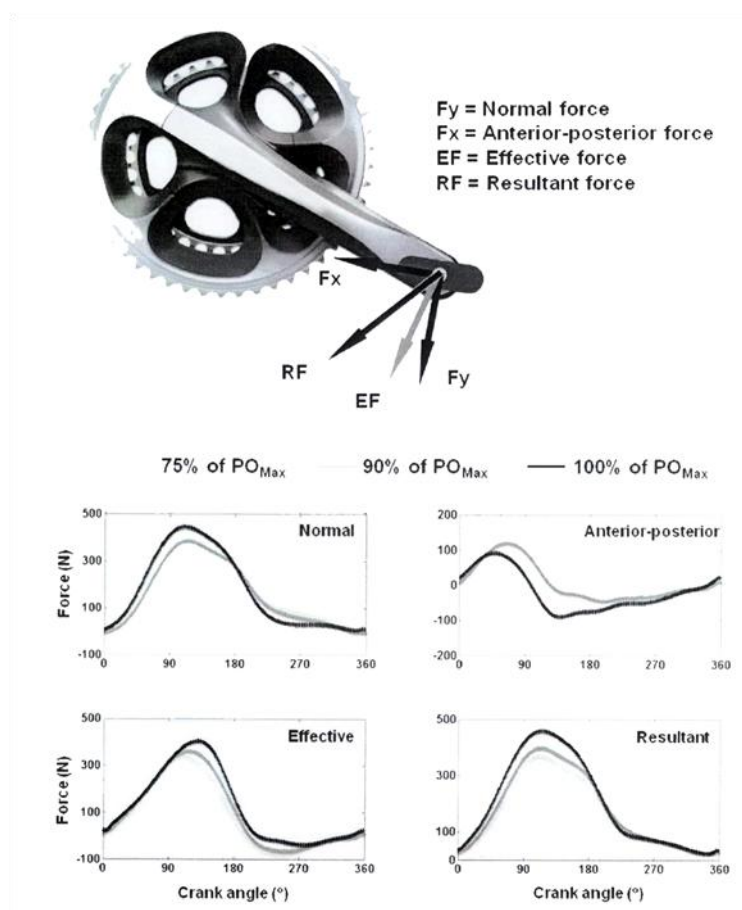 Fy = Normal force
Fx = Anterior-posterior force
EF = Effective force
RF = Resultant force
Fx
RF
EF
Fy
75% of POMax 90% of POMax 100% of POMax
500
300
100
-100
Force (N)
Normal
0 90 180 270 360
200
100
0
-100
-200
Anterior-posterior
0 90 180 270 360
500
300
100
-100
Force (N)
Effective
0 90 180 270 360
Crank angle (°)
500
300
100
0
Resultant
0 90 180 270 360
Crank angle (°)